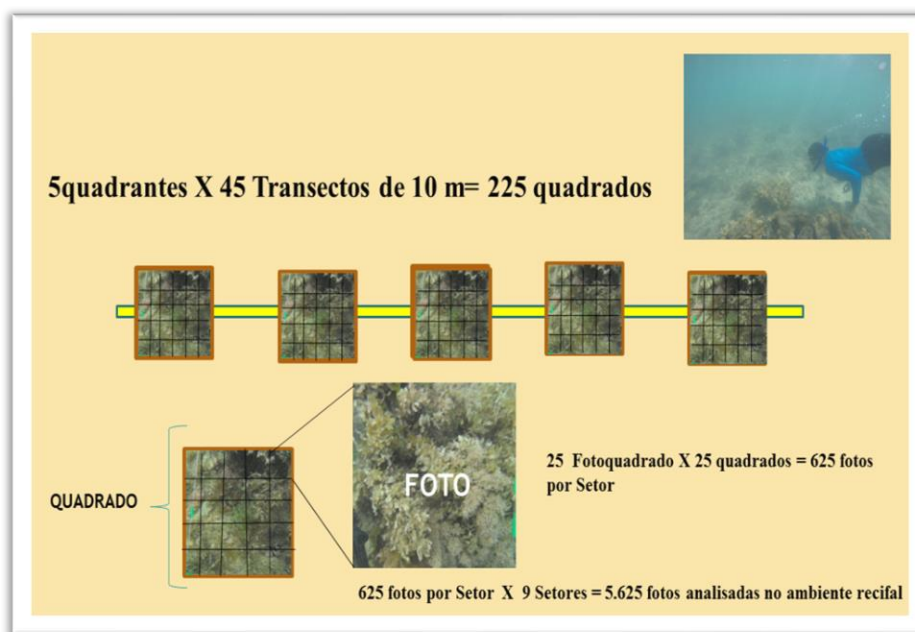 5quadrantes X 45 Transectos de 10 m= 225 quadrados
QUADRADO
FOTO
25 Fotoquadrado X 25 quadrados = 625 fotos
por Setor
625 fotos por Setor X 9 Setores = 5.625 fotos analisadas no ambiente recifal